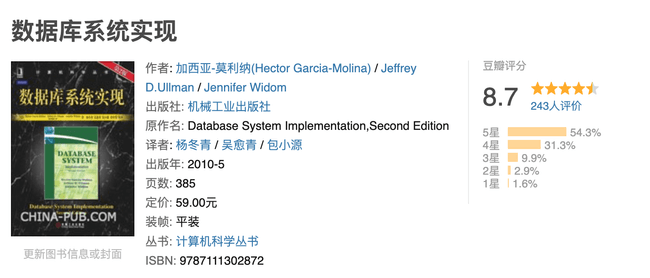 数据库系统实现
数据库系统实现
DATABASE
SYSTEM
Database System Implementation
CHINA-PUB.COM
更新图书信息或封面
作者: 加西亚-莫利纳(Hector Garcia-Molina) / Jeffrey
D.Ullman / Jennifer Widom
出版社: 机械工业出版社
原作名: Database System Implementation,Second Edition
译者: 杨冬青 / 吴愈青 / 包小源
出版年: 2010-5
页数: 385
定价: 59.00元
装帧: 平装
丛书: 计算机科学丛书
ISBN: 9787111302872
豆瓣评分
8.7
243人评价
5星 54.3%
4星 31.3%
3星 9.9%
2星 2.9%
1星 1.6%